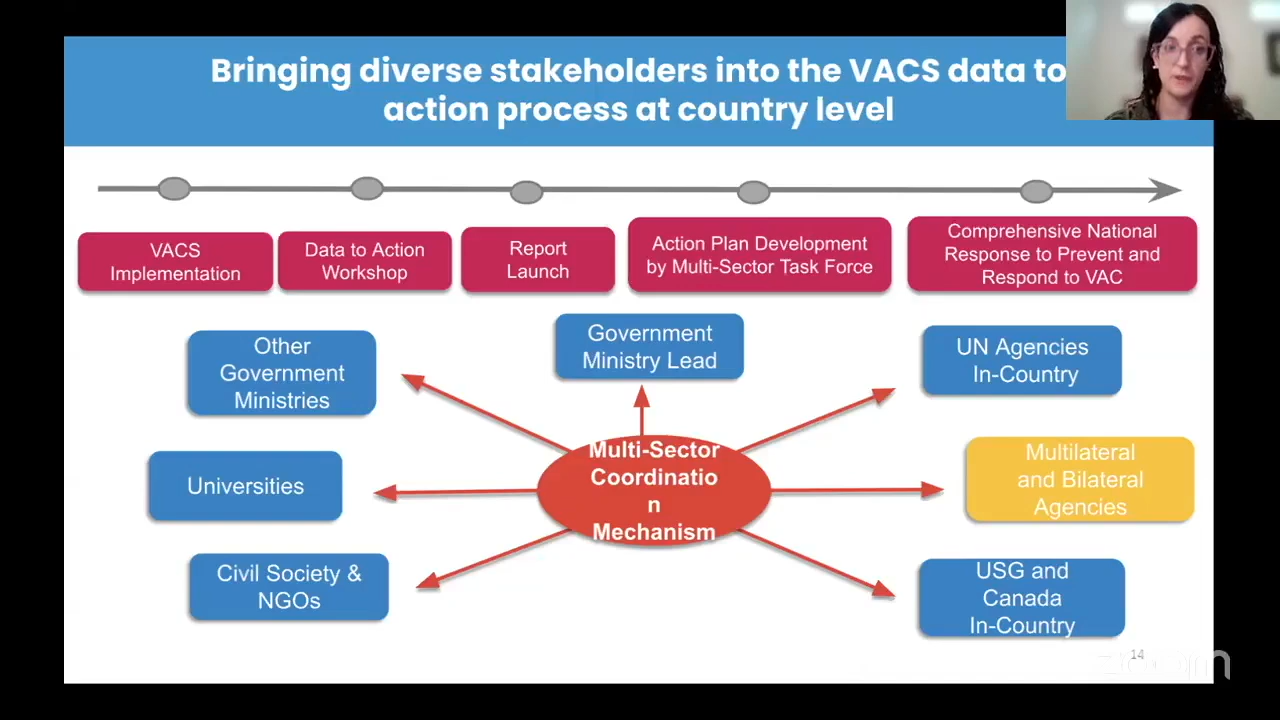 Bringing diverse stakeholders into the VACS data to
action process at country level
VACS
Implementation
Data to Action
Workshop
Report
Launch
Action Plan Development
by Multi-Sector Task Force
Comprehensive National
Response to Prevent and
Respond to VAC
Other
Government
Ministries
Government
Ministry Lead
UN Agencies
In-Country
Universities
Multi-Sector
Coordinatio
n
Mechanism
Multilateral
and Bilateral
Agencies
Civil Society &
NGOs
USG and
Canada
In-Country
14
zoom